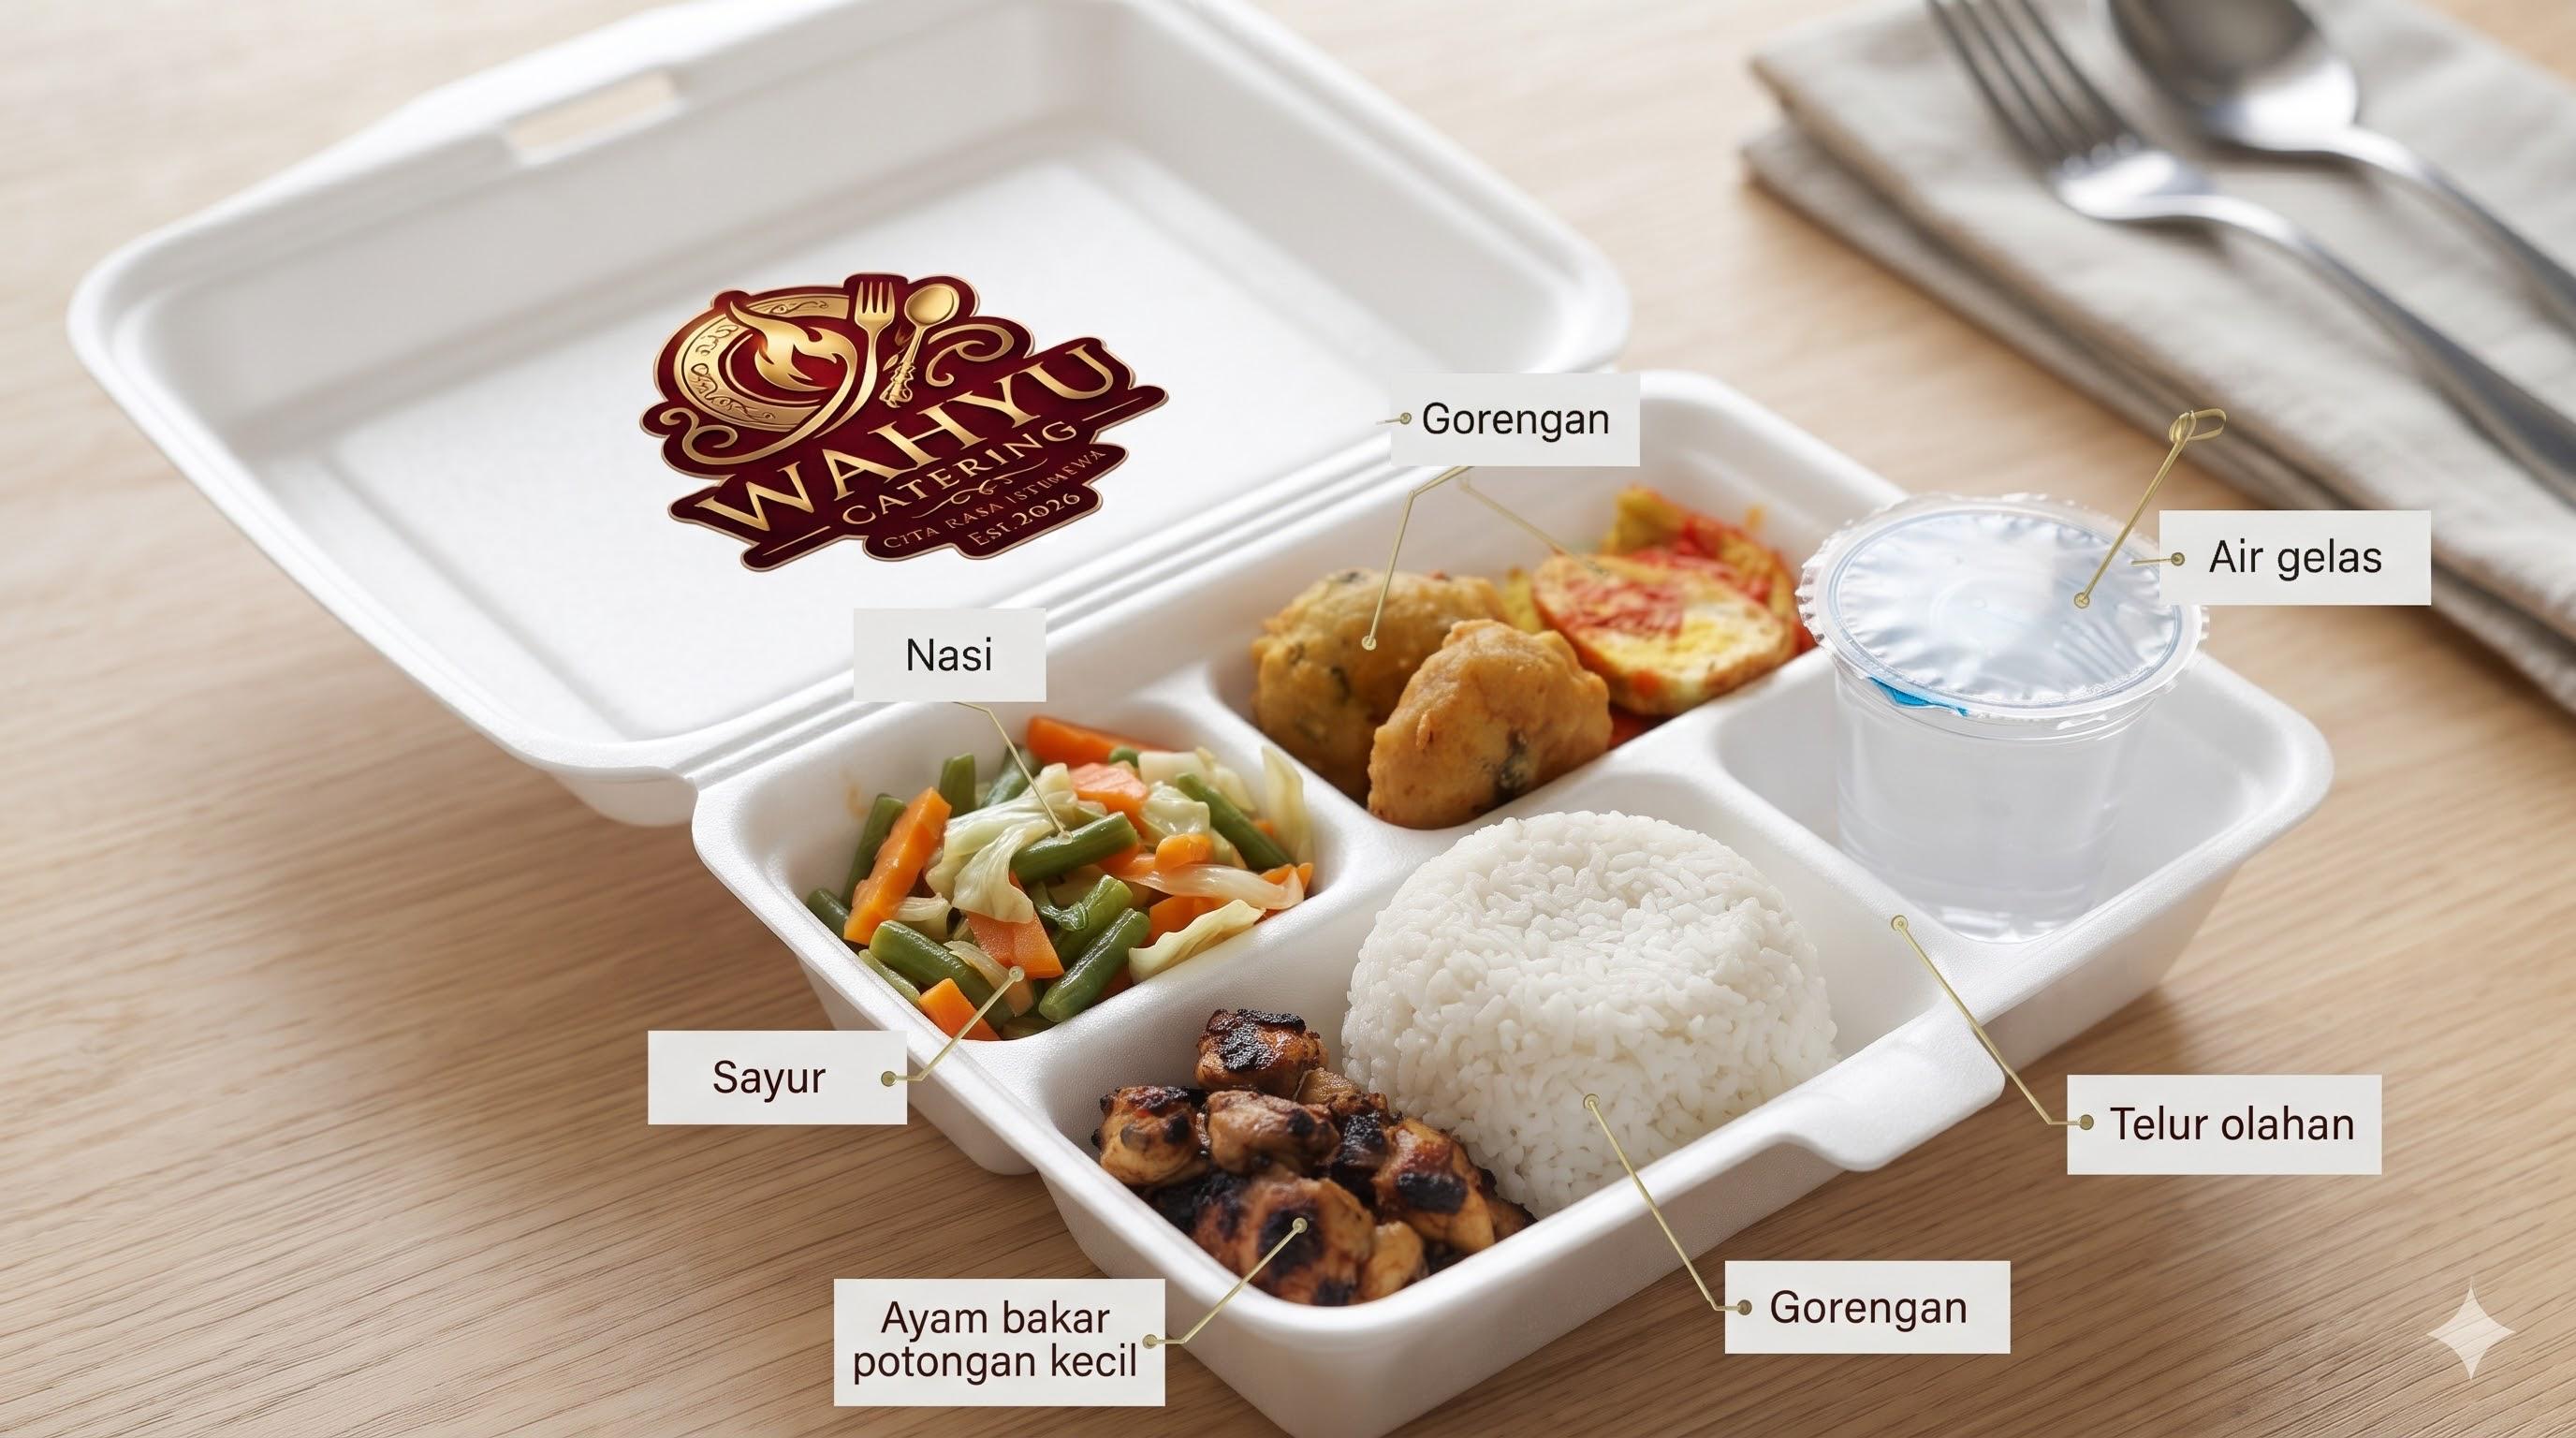 WAHYU
CATERING
CITA RASA ISTIMEWA
EST. 2026
Gorengan
Air gelas
Nasi
Sayur
Telur olahan
Ayam bakar
potongan kecil
Gorengan